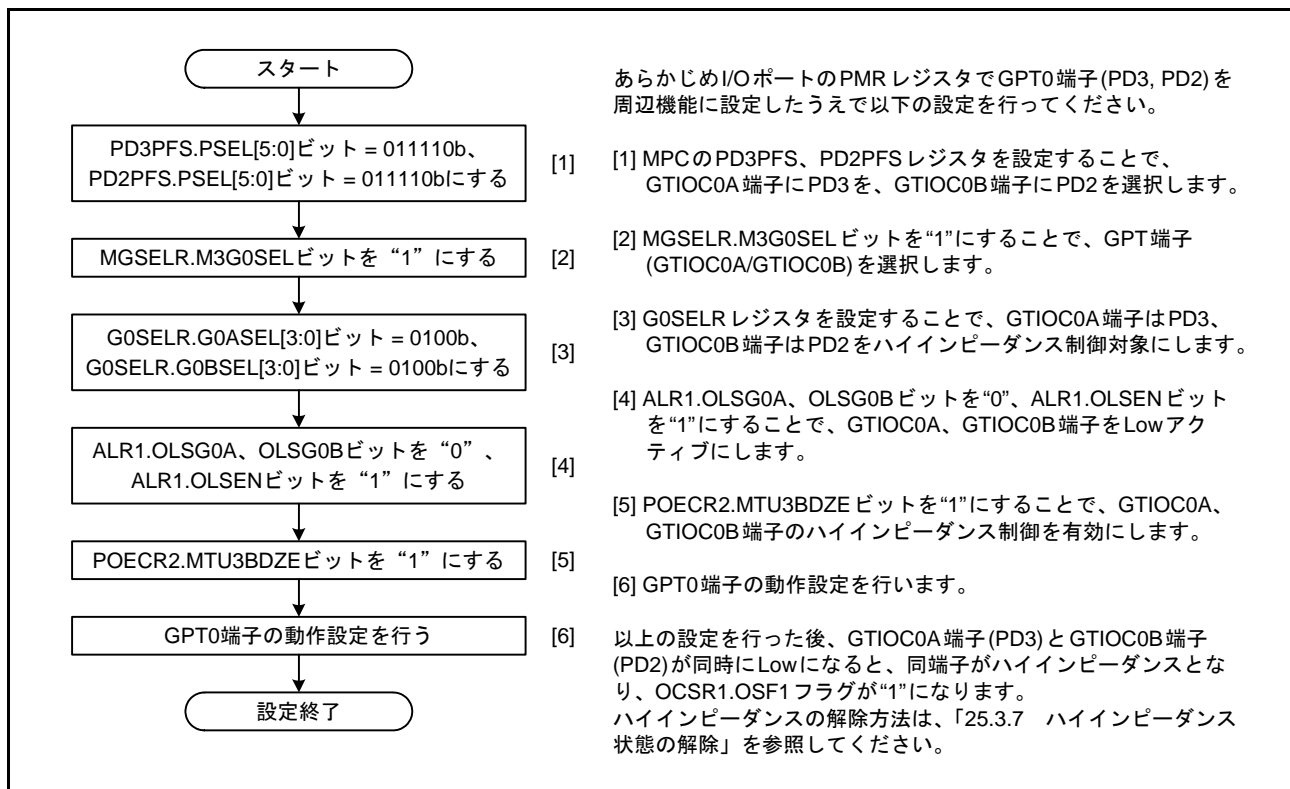 スタート
PD3PFS.PSEL[5:0]ビット = 011110b、
PD2PFS.PSEL[5:0]ビット = 011110bにする
[1]
MGSELR.M3G0SELビットを“1”にする
[2]
G0SELR.G0ASEL[3:0]ビット = 0100b、
G0SELR.G0BSEL[3:0]ビット = 0100bにする
[3]
ALR1.OLSG0A、OLSG0Bビットを“0”、
ALR1.OLSENビットを“1”にする
[4]
POECR2.MTU3BDZEビットを“1”にする
[5]
GPT0端子の動作設定を行う
[6]
設定終了
あらかじめI/OポートのPMRレジスタでGPT0端子(PD3, PD2)を
周辺機能に設定したうえで以下の設定を行ってください。
[1] MPCのPD3PFS、PD2PFSレジスタを設定することで、
GTIOC0A端子にPD3を、GTIOC0B端子にPD2を選択します。
[2] MGSELR.M3G0SELビットを“1”にすることで、GPT端子
(GTIOC0A/GTIOC0B)を選択します。
[3] G0SELRレジスタを設定することで、GTIOC0A端子はPD3、
GTIOC0B端子はPD2をハイインピーダンス制御対象にします。
[4] ALR1.OLSG0A、OLSG0Bビットを“0”、ALR1.OLSENビット
を“1”にすることで、GTIOC0A、GTIOC0B端子をLowアク
ティブにします。
[5] POECR2.MTU3BDZEビットを“1”にすることで、GTIOC0A、
GTIOC0B端子のハイインピーダンス制御を有効にします。
[6] GPT0端子の動作設定を行います。
以上の設定を行った後、GTIOC0A端子(PD3)とGTIOC0B端子
(PD2)が同時にLowになると、同端子がハイインピーダンスとな
り、OCSR1.OSF1フラグが“1”になります。
ハイインピーダンスの解除方法は、「25.3.7 ハイインピーダンス
状態の解除」を参照してください。